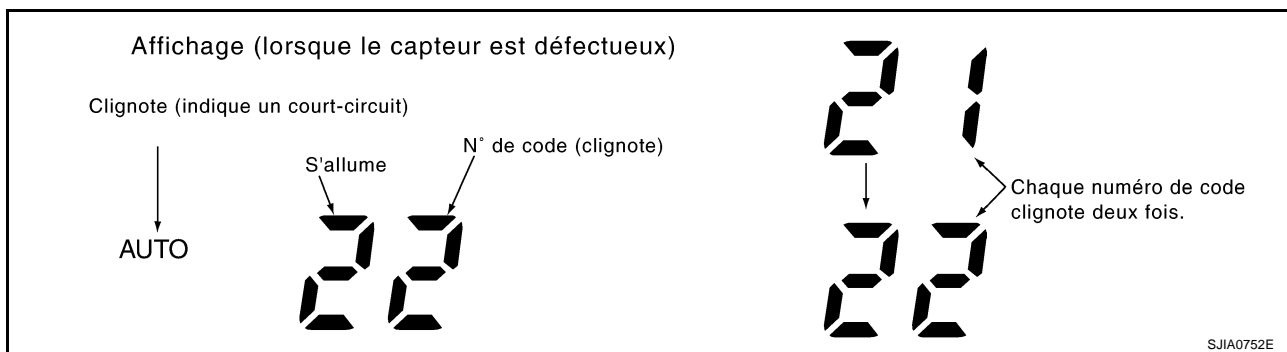 Affichage (lorsque le capteur est défectueux)
Clignote (indique un court-circuit)
S'allume
N° de code (clignote)
AUTO
22
21
Chaque numéro de code
clignote deux fois.
22
SJIA0752E